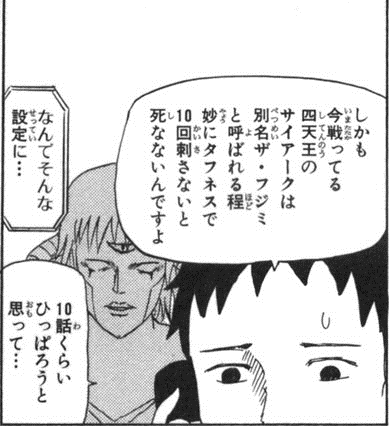 しかも
今戦ってる
四天王の
サイアークは
別名ザ・フジミ
と呼ばれる程
妙にタフネスで
10回刺さないと
死なないんですよ
なんでそんな
設定に…
10話くらい
ひっぱろうと
思って…